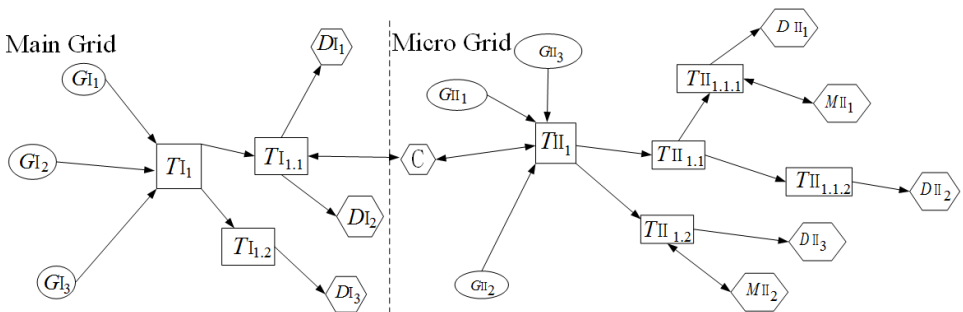 Main Grid
Micro Grid
GI₁
GI₂
GI₃
TI₁
TI₁.₁
TI₁.₂
DI₁
DI₂
DI₃
C
GII₁
GII₃
GII₂
TII₁
TII₁.₁
TII₁.₂
TII₁.₁.₁
TII₁.₁.₂
DII₁
MII₁
DII₂
DII₃
MII₂